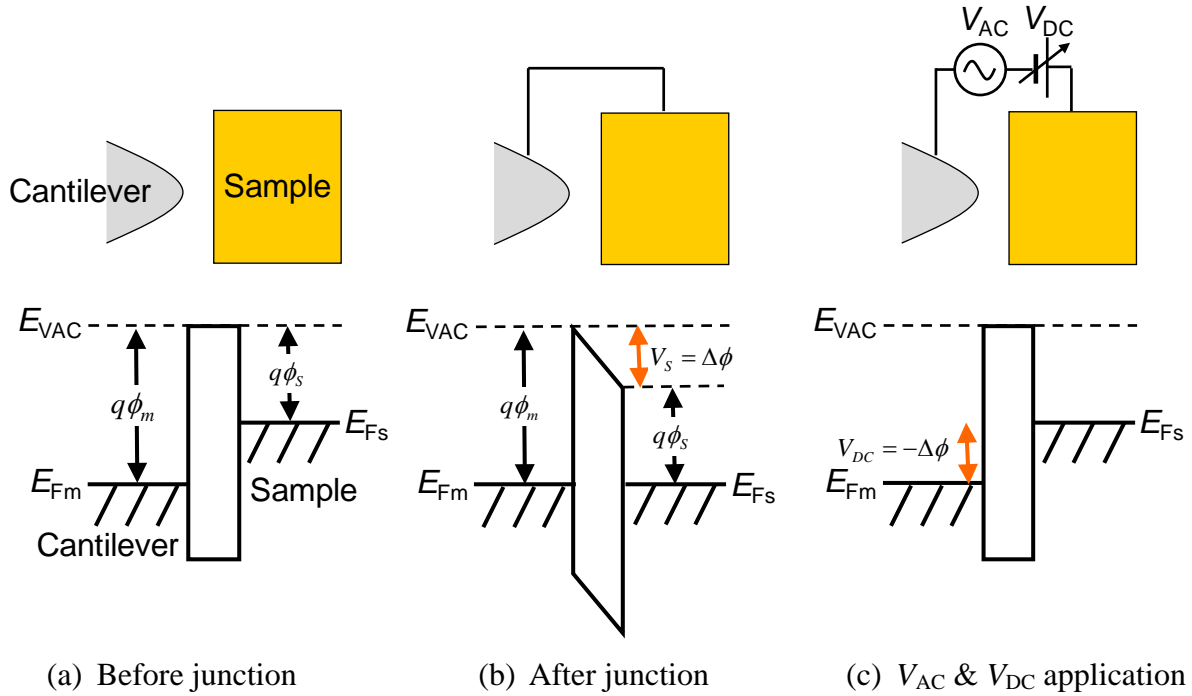 V_AC V_DC
Cantilever
Sample
E_VAC
qφ_m
qφ_S
E_Fs
E_Fm
Sample
Cantilever
E_VAC
qφ_m
V_S = Δφ
qφ_S
E_Fm
E_Fs
E_VAC
V_DC = −Δφ
E_Fs
E_Fm
(a) Before junction
(b) After junction
(c) V_AC & V_DC application